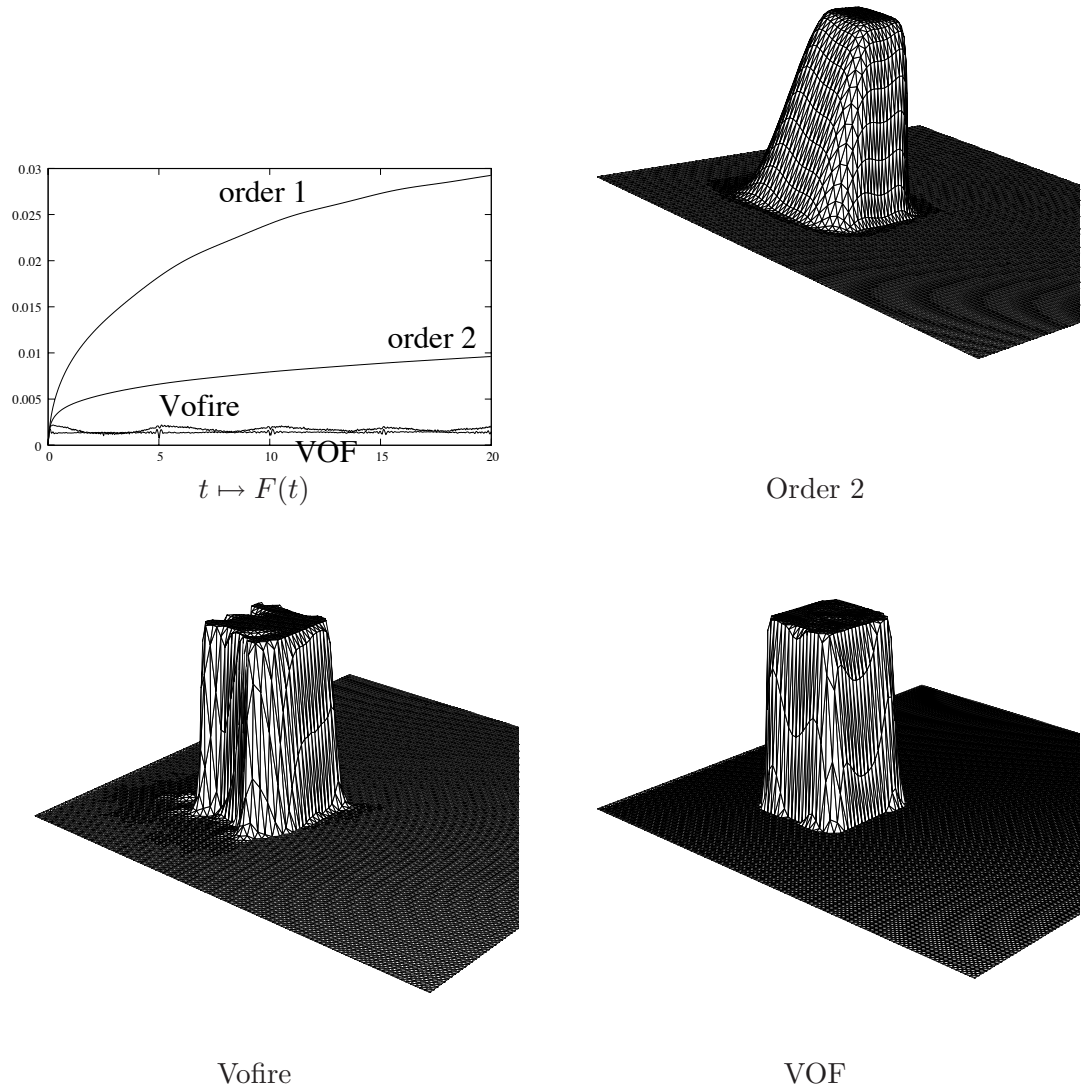 0.03
order 1
0.025
0.02
0.015
order 2
0.01
0.005
Vofire
0
VOF
0 5 10 15 20
t ↦ F(t)
Order 2
Vofire
VOF